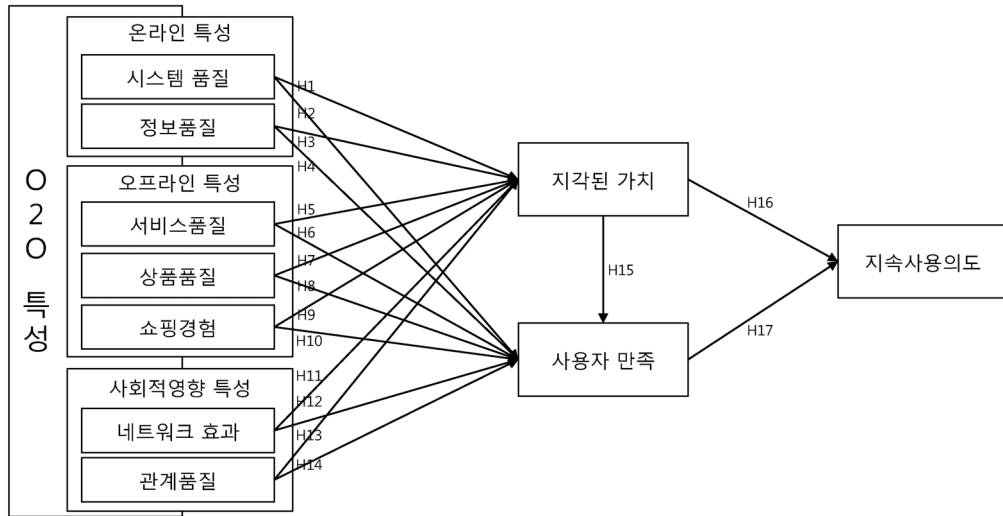 O2O 특성
온라인 특성
시스템 품질
정보품질
오프라인 특성
서비스품질
상품품질
쇼핑경험
사회적영향 특성
네트워크 효과
관계품질
H1
H2
H3
H4
H5
H6
H7
H8
H9
H10
H11
H12
H13
H14
지각된 가치
H15
사용자 만족
H16
H17
지속사용의도